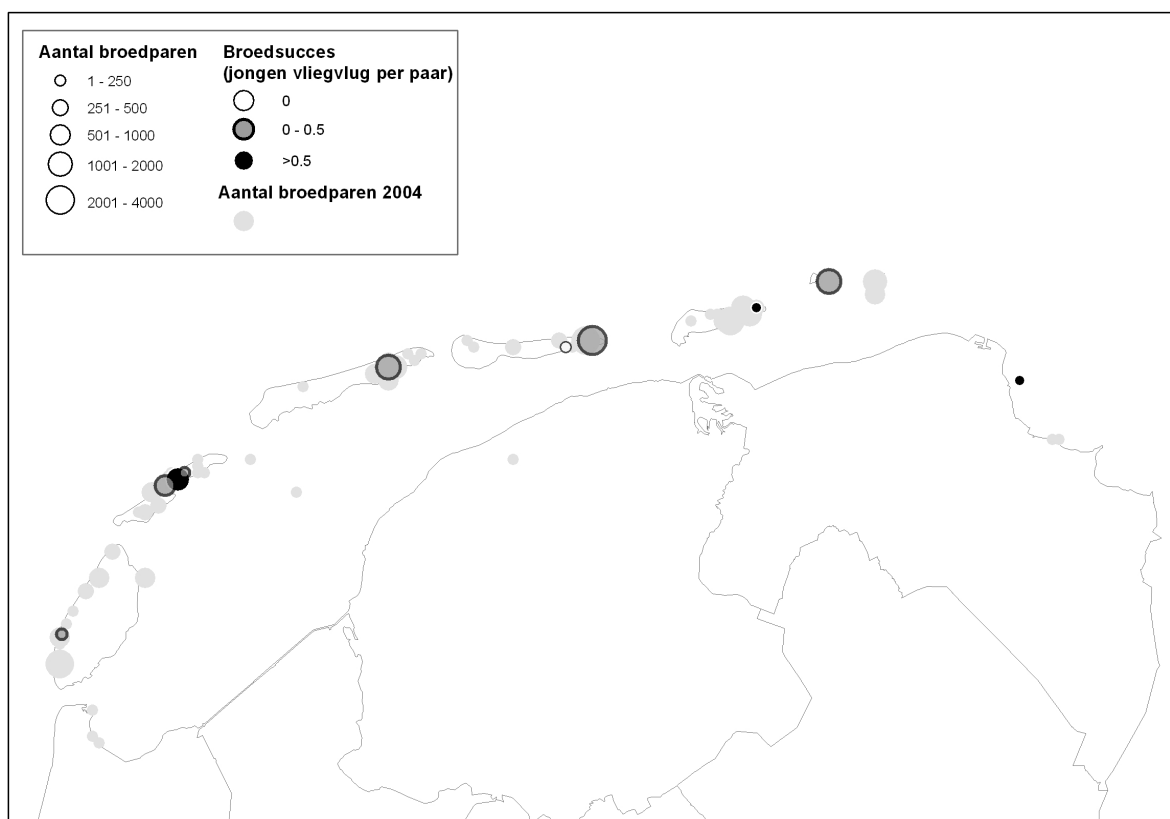 Aantal broedparen
1 - 250
251 - 500
501 - 1000
1001 - 2000
2001 - 4000
Broedsucces
(jongen vliegvlug per paar)
0
0 - 0.5
>0.5
Aantal broedparen 2004